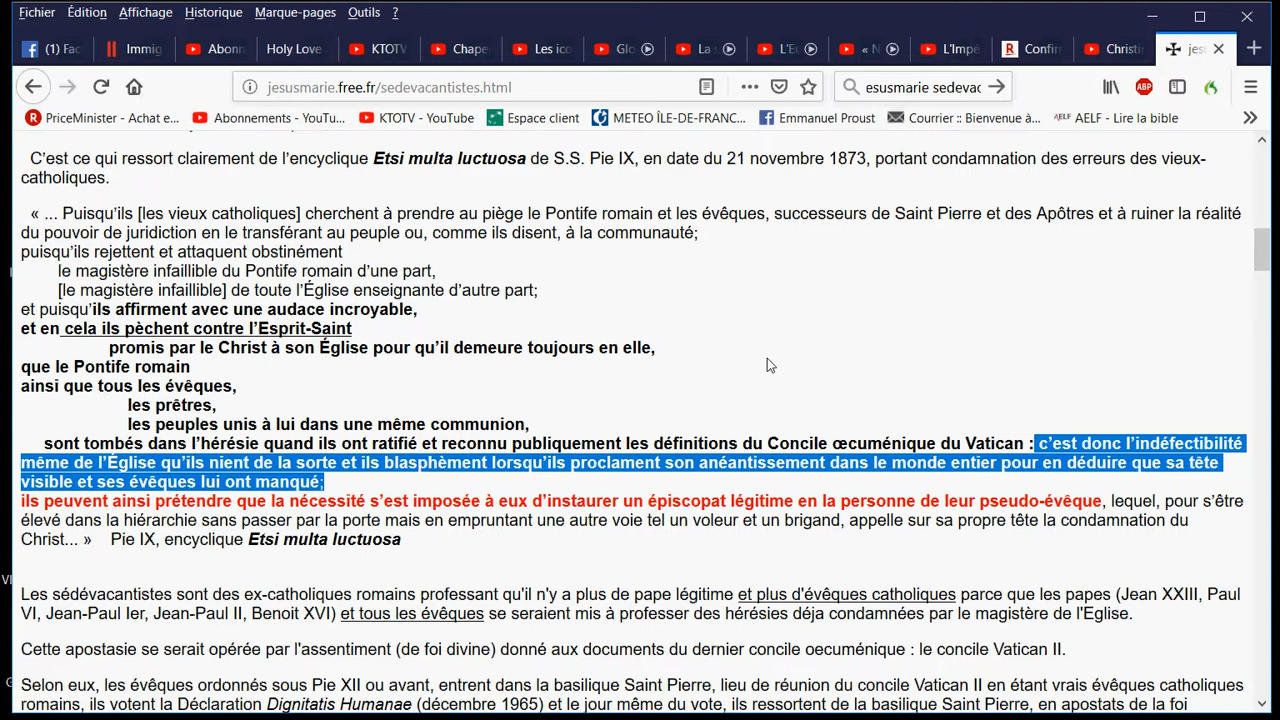 Fichier Édition Affichage Historique Marque-pages Outils ?
(1) Fac Immig Abonn Holy Love KTOTV Chape Les ico Glo La L'Eu « N L'Impé Confir Christi jesu
jesusmarie.free.fr/sedevacantistes.html esusmarie sedevac
PriceMinister - Achat e... Abonnements - YouTu... KTOTV - YouTube Espace client METEO ÎLE-DE-FRANC... Emmanuel Proust Courrier :: Bienvenue à... AELF - Lire la bible
C'est ce qui ressort clairement de l'encyclique Etsi multa luctuosa de S.S. Pie IX, en date du 21 novembre 1873, portant condamnation des erreurs des vieux-
catholiques.
« ... Puisqu'ils [les vieux catholiques] cherchent à prendre au piège le Pontife romain et les évêques, successeurs de Saint Pierre et des Apôtres et à ruiner la réalité
du pouvoir de juridiction en le transférant au peuple ou, comme ils disent, à la communauté;
puisqu'ils rejettent et attaquent obstinément
le magistère infaillible du Pontife romain d'une part,
[le magistère infaillible] de toute l'Église enseignante d'autre part;
et puisqu'ils affirment avec une audace incroyable,
et en cela ils pèchent contre l'Esprit-Saint
promis par le Christ à son Église pour qu'il demeure toujours en elle,
que le Pontife romain
ainsi que tous les évêques,
les prêtres,
les peuples unis à lui dans une même communion,
sont tombés dans l'hérésie quand ils ont ratifié et reconnu publiquement les définitions du Concile œcuménique du Vatican : c'est donc l'indéfectibilité
même de l'Église qu'ils nient de la sorte et ils blasphèment lorsqu'ils proclament son anéantissement dans le monde entier pour en déduire que sa tête
visible et ses évêques lui ont manqué;
ils peuvent ainsi prétendre que la nécessité s'est imposée à eux d'instaurer un épiscopat légitime en la personne de leur pseudo-évêque, lequel, pour s'être
élevé dans la hiérarchie sans passer par la porte mais en empruntant une autre voie tel un voleur et un brigand, appelle sur sa propre tête la condamnation du
Christ... » Pie IX, encyclique Etsi multa luctuosa
Les sédévacantistes sont des ex-catholiques romains professant qu'il n'y a plus de pape légitime et plus d'évêques catholiques parce que les papes (Jean XXIII, Paul
VI, Jean-Paul Ier, Jean-Paul II, Benoit XVI) et tous les évêques se seraient mis à professer des hérésies déja condamnées par le magistère de l'Eglise.
Cette apostasie se serait opérée par l'assentiment (de foi divine) donné aux documents du dernier concile oecuménique : le concile Vatican II.
Selon eux, les évêques ordonnés sous Pie XII ou avant, entrent dans la basilique Saint Pierre, lieu de réunion du concile Vatican II en étant vrais évêques catholiques
romains, ils votent la Déclaration Dignitatis Humanae (décembre 1965) et le jour même du vote, ils ressortent de la basilique Saint Pierre, en apostats de la foi